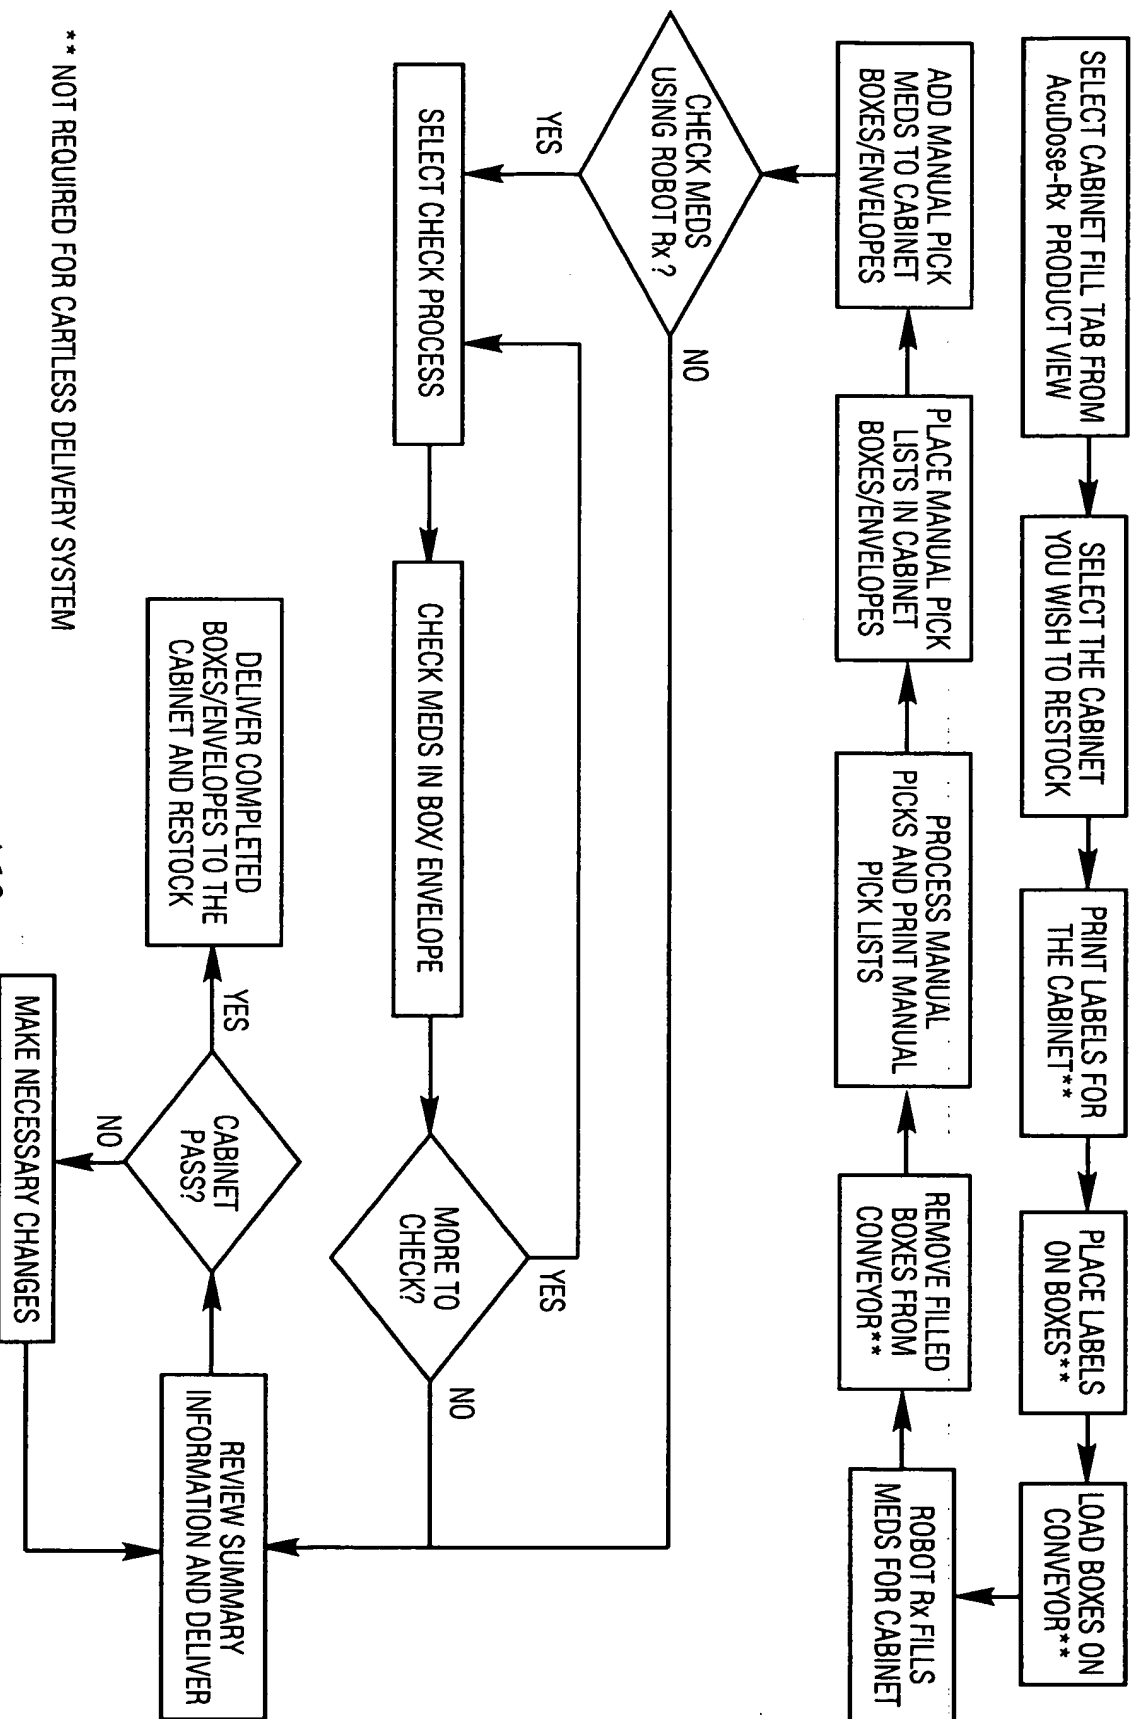 SELECT CABINET FILL TAB FROM
AcuDose-Rx PRODUCT VIEW
SELECT THE CABINET
YOU WISH TO RESTOCK
PRINT LABELS FOR
THE CABINET**
PLACE LABELS
ON BOXES**
LOAD BOXES ON
CONVEYOR**
ROBOT Rx FILLS
MEDS FOR CABINET
REMOVE FILLED
BOXES FROM
CONVEYOR**
PROCESS MANUAL
PICKS AND PRINT MANUAL
PICK LISTS
PLACE MANUAL PICK
LISTS IN CABINET
BOXES/ENVELOPES
ADD MANUAL PICK
MEDS TO CABINET
BOXES/ENVELOPES
CHECK MEDS
USING ROBOT Rx?
NO
YES
SELECT CHECK PROCESS
CHECK MEDS IN BOX/ ENVELOPE
MORE TO
CHECK?
YES
NO
REVIEW SUMMARY
INFORMATION AND DELIVER
CABINET
PASS?
YES
NO
DELIVER COMPLETED
BOXES/ENVELOPES TO THE
CABINET AND RESTOCK
MAKE NECESSARY CHANGES
** NOT REQUIRED FOR CARTLESS DELIVERY SYSTEM